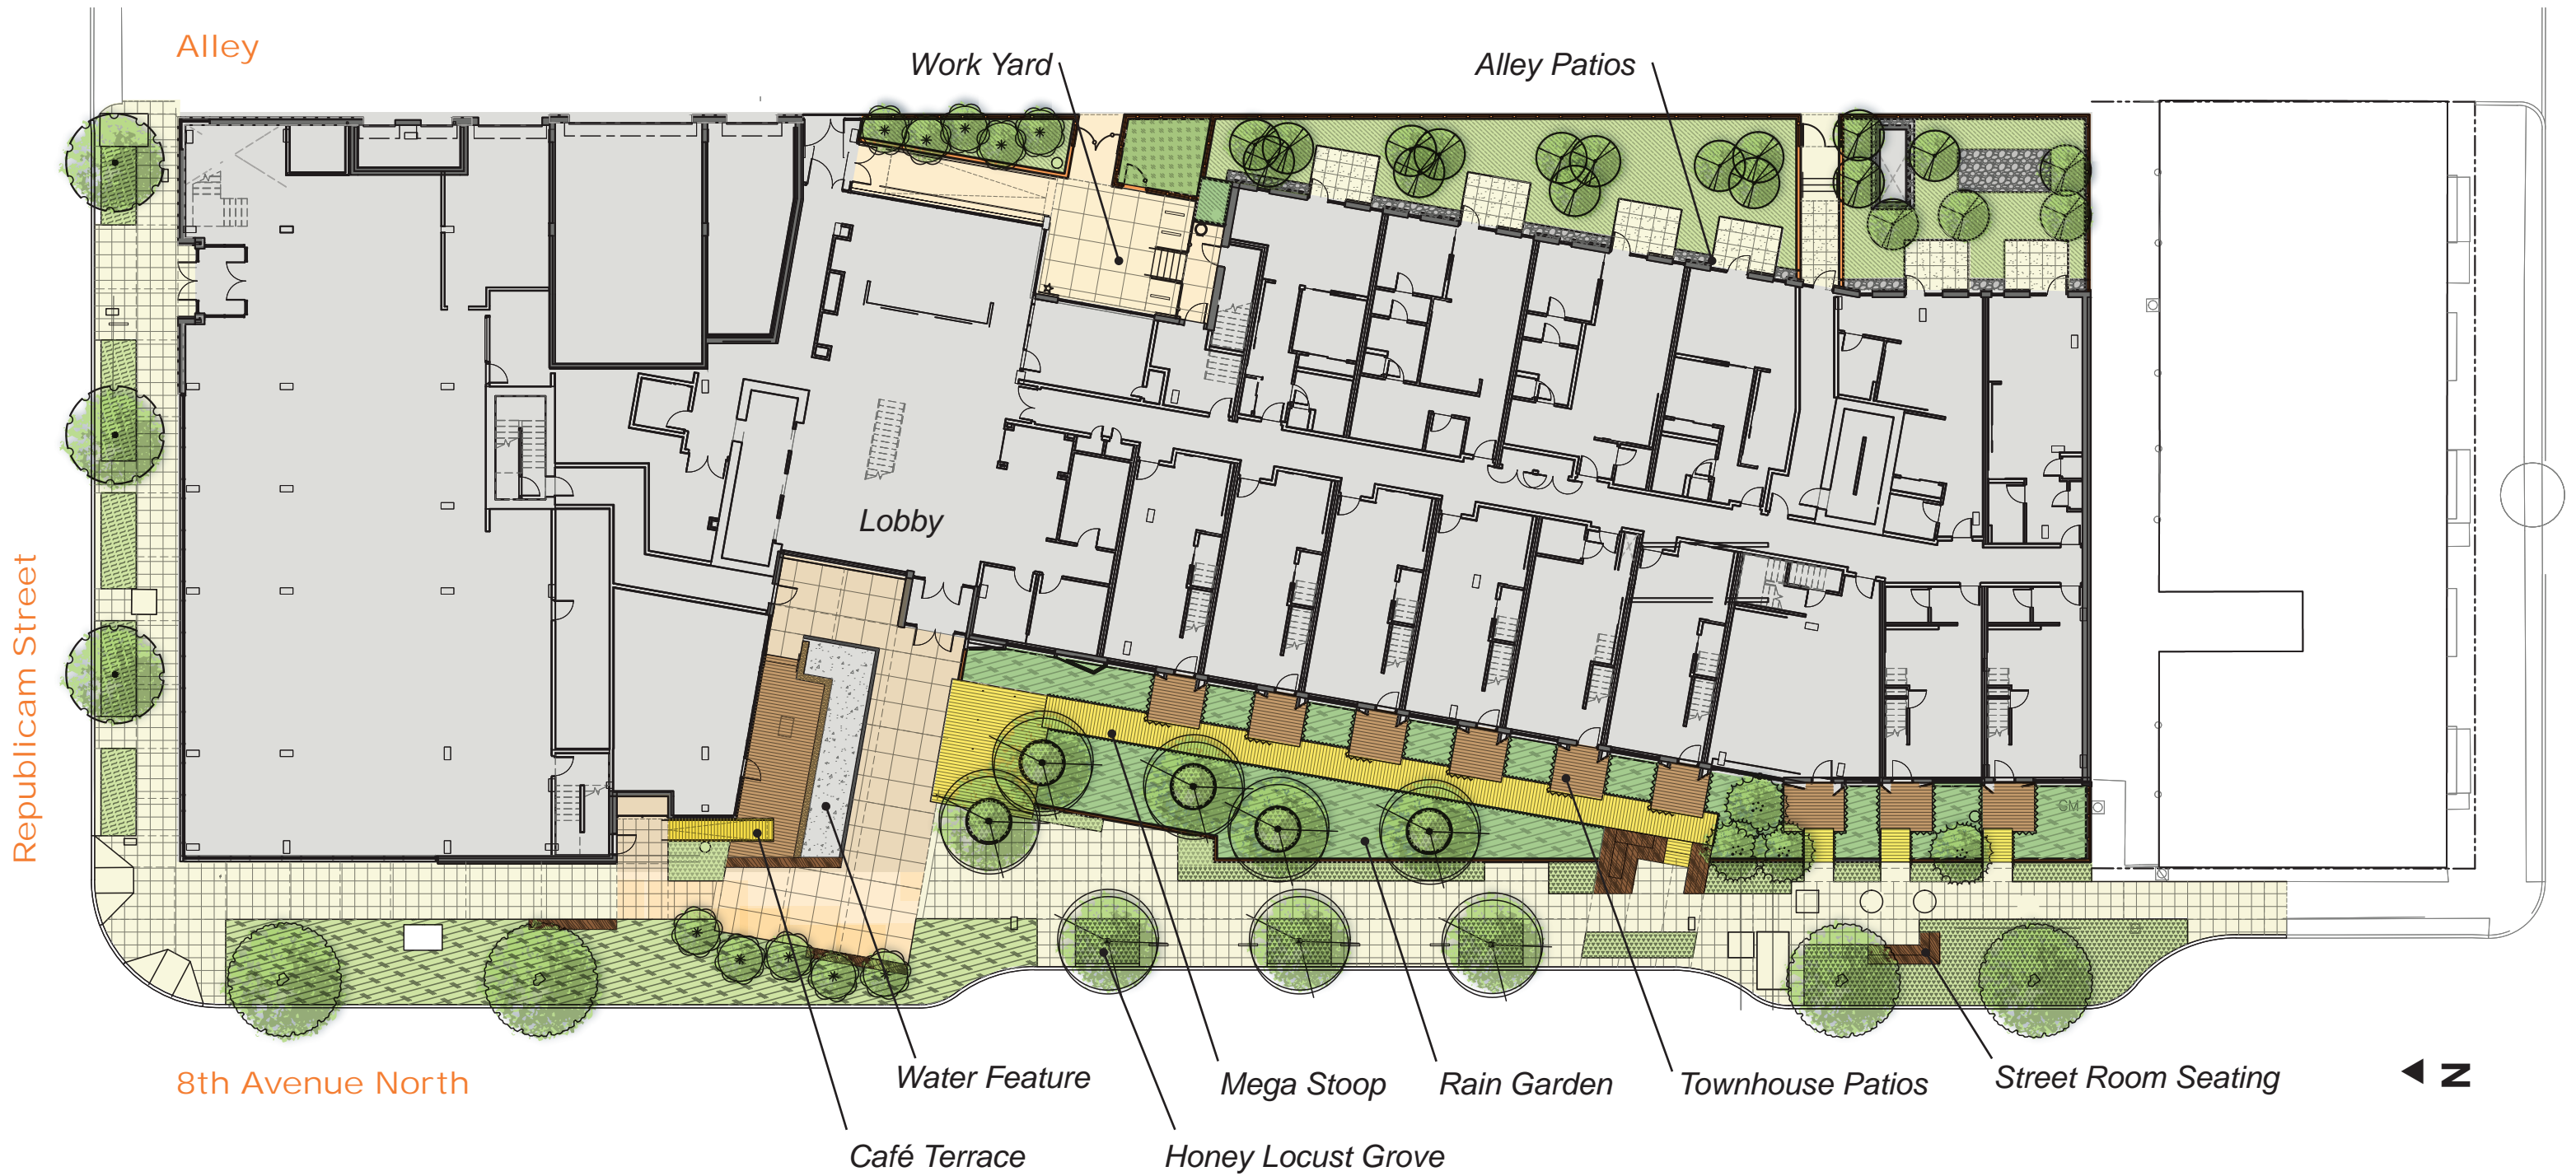 Alley
Work Yard
Alley Patios
Lobby
Republicam Street
GM
8th Avenue North
Water Feature
Mega Stoop
Rain Garden
Townhouse Patios
Street Room Seating
N
Café Terrace
Honey Locust Grove